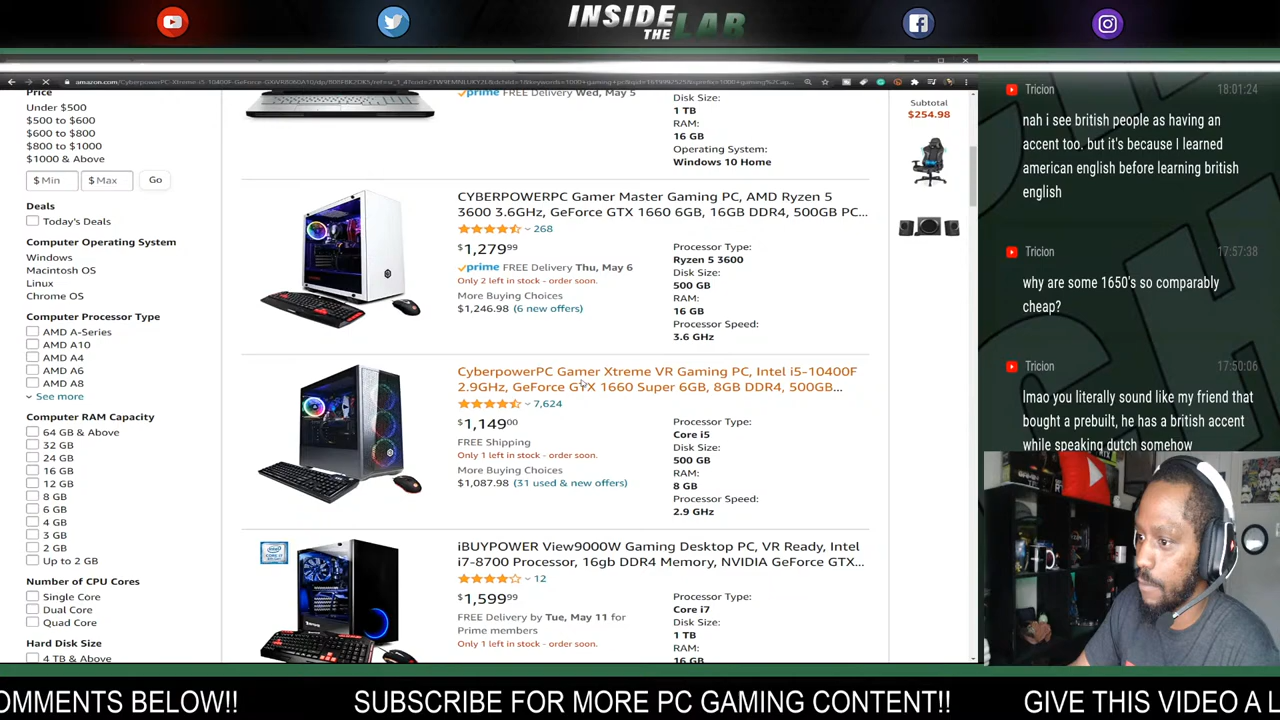 INSIDE
THE LAB
Price
Under $500
$500 to $600
$600 to $800
$800 to $1000
$1000 & Above
$ Min $ Max Go
Deals
Today's Deals
Computer Operating System
Windows
Macintosh OS
Linux
Chrome OS
Computer Processor Type
AMD A-Series
AMD A10
AMD A4
AMD A6
AMD A8
See more
Computer RAM Capacity
64 GB & Above
32 GB
24 GB
16 GB
12 GB
8 GB
6 GB
4 GB
3 GB
2 GB
Up to 2 GB
Number of CPU Cores
Single Core
Dual Core
Quad Core
Hard Disk Size
4 TB & Above
prime FREE Delivery Wed, May 5
Disk Size:
1 TB
RAM:
16 GB
Operating System:
Windows 10 Home
CYBERPOWERPC Gamer Master Gaming PC, AMD Ryzen 5
3600 3.6GHz, GeForce GTX 1660 6GB, 16GB DDR4, 500GB PC...
268
$1,279.99
prime FREE Delivery Thu, May 6
Only 2 left in stock - order soon.
More Buying Choices
$1,246.98 (6 new offers)
Processor Type:
Ryzen 5 3600
Disk Size:
500 GB
RAM:
16 GB
Processor Speed:
3.6 GHz
CyberpowerPC Gamer Xtreme VR Gaming PC, Intel i5-10400F
2.9GHz, GeForce GTX 1660 Super 6GB, 8GB DDR4, 500GB...
7,624
$1,149.00
FREE Shipping
Only 1 left in stock - order soon.
More Buying Choices
$1,087.98 (31 used & new offers)
Processor Type:
Core i5
Disk Size:
500 GB
RAM:
8 GB
Processor Speed:
2.9 GHz
iBUYPOWER View9000W Gaming Desktop PC, VR Ready, Intel
i7-8700 Processor, 16gb DDR4 Memory, NVIDIA GeForce GTX...
12
$1,599.99
FREE Delivery by Tue, May 11 for
Prime members
Only 1 left in stock - order soon.
Processor Type:
Core i7
Disk Size:
1 TB
RAM:
16 GB
Subtotal
$254.98
Tricion 18:01:24
nah i see british people as having an
accent too. but it's because I learned
american english before learning british
english
Tricion 17:57:38
why are some 1650's so comparably
cheap?
Tricion 17:50:06
lmao you literally sound like my friend that
bought a prebuilt, he has a british accent
while speaking dutch somehow
OMMENTS BELOW!! SUBSCRIBE FOR MORE PC GAMING CONTENT!! GIVE THIS VIDEO A L